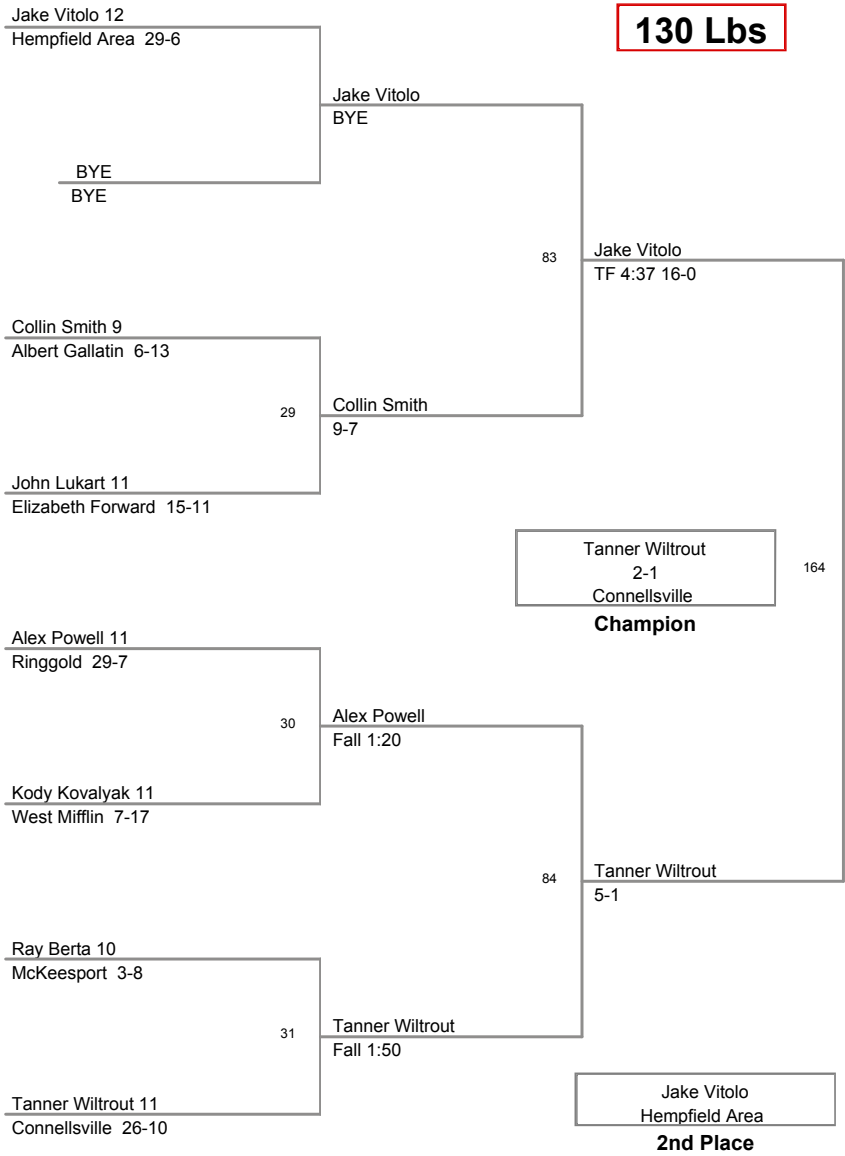 Jake Vitolo 12
130 Lbs
Hempfield Area 29-6
Jake Vitolo
BYE
BYE
BYE
83
Jake Vitolo
TF 4:37 16-0
Collin Smith 9
Albert Gallatin 6-13
29
Collin Smith
9-7
John Lukart 11
Elizabeth Forward 15-11
Tanner Wiltrout
2-1
Connellsville
164
Champion
Alex Powell 11
Ringgold 29-7
30
Alex Powell
Fall 1:20
Kody Kovalyak 11
West Mifflin 7-17
84
Tanner Wiltrout
5-1
Ray Berta 10
McKeesport 3-8
31
Tanner Wiltrout
Fall 1:50
Tanner Wiltrout 11
Connellsville 26-10
Jake Vitolo
Hempfield Area
2nd Place